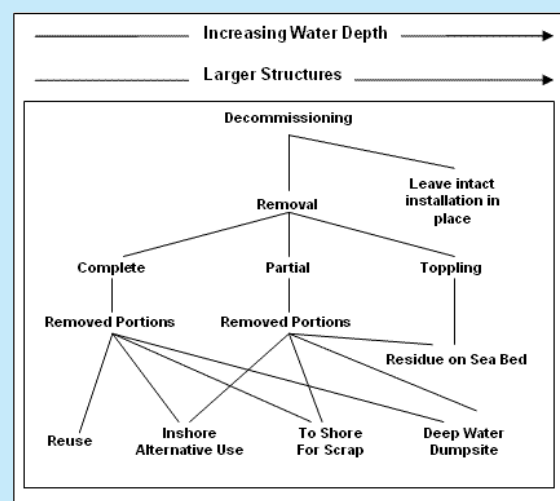 Increasing Water Depth
Larger Structures
Decommissioning
Leave intact
installation in
place
Removal
Complete Partial Toppling
Removed Portions Removed Portions
Residue on Sea Bed
Reuse
Inshore
Alternative Use
To Shore
For Scrap
Deep Water
Dumpsite